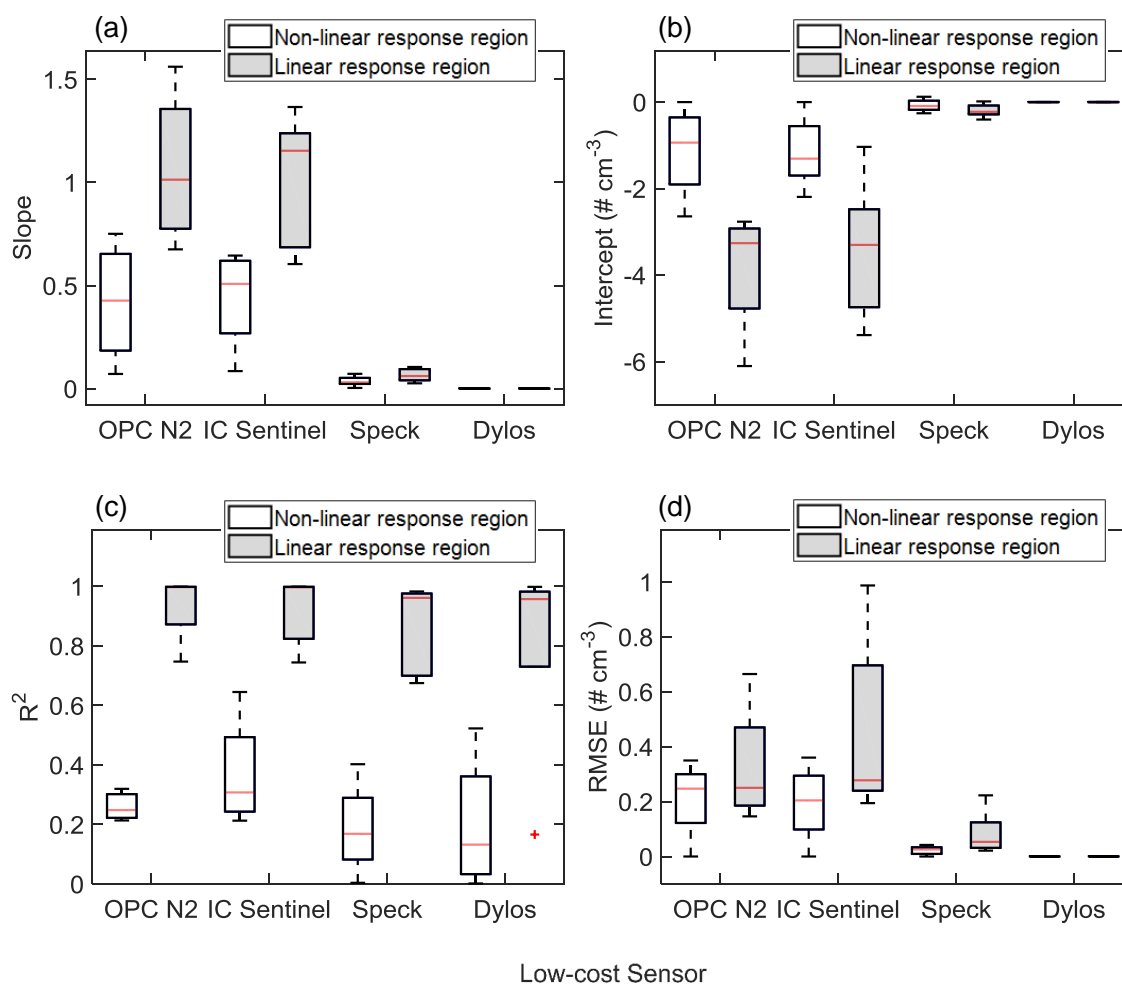 (a)
Non-linear response region
Linear response region
1.5
1
0.5
0
Slope
OPC N2 IC Sentinel Speck Dylos
(b)
Non-linear response region
Linear response region
0
-2
-4
-6
Intercept (# cm⁻³)
OPC N2 IC Sentinel Speck Dylos
(c)
Non-linear response region
Linear response region
1
0.8
0.6
0.4
0.2
0
R²
OPC N2 IC Sentinel Speck Dylos
(d)
Non-linear response region
Linear response region
1
0.8
0.6
0.4
0.2
0
RMSE (# cm⁻³)
OPC N2 IC Sentinel Speck Dylos
Low-cost Sensor